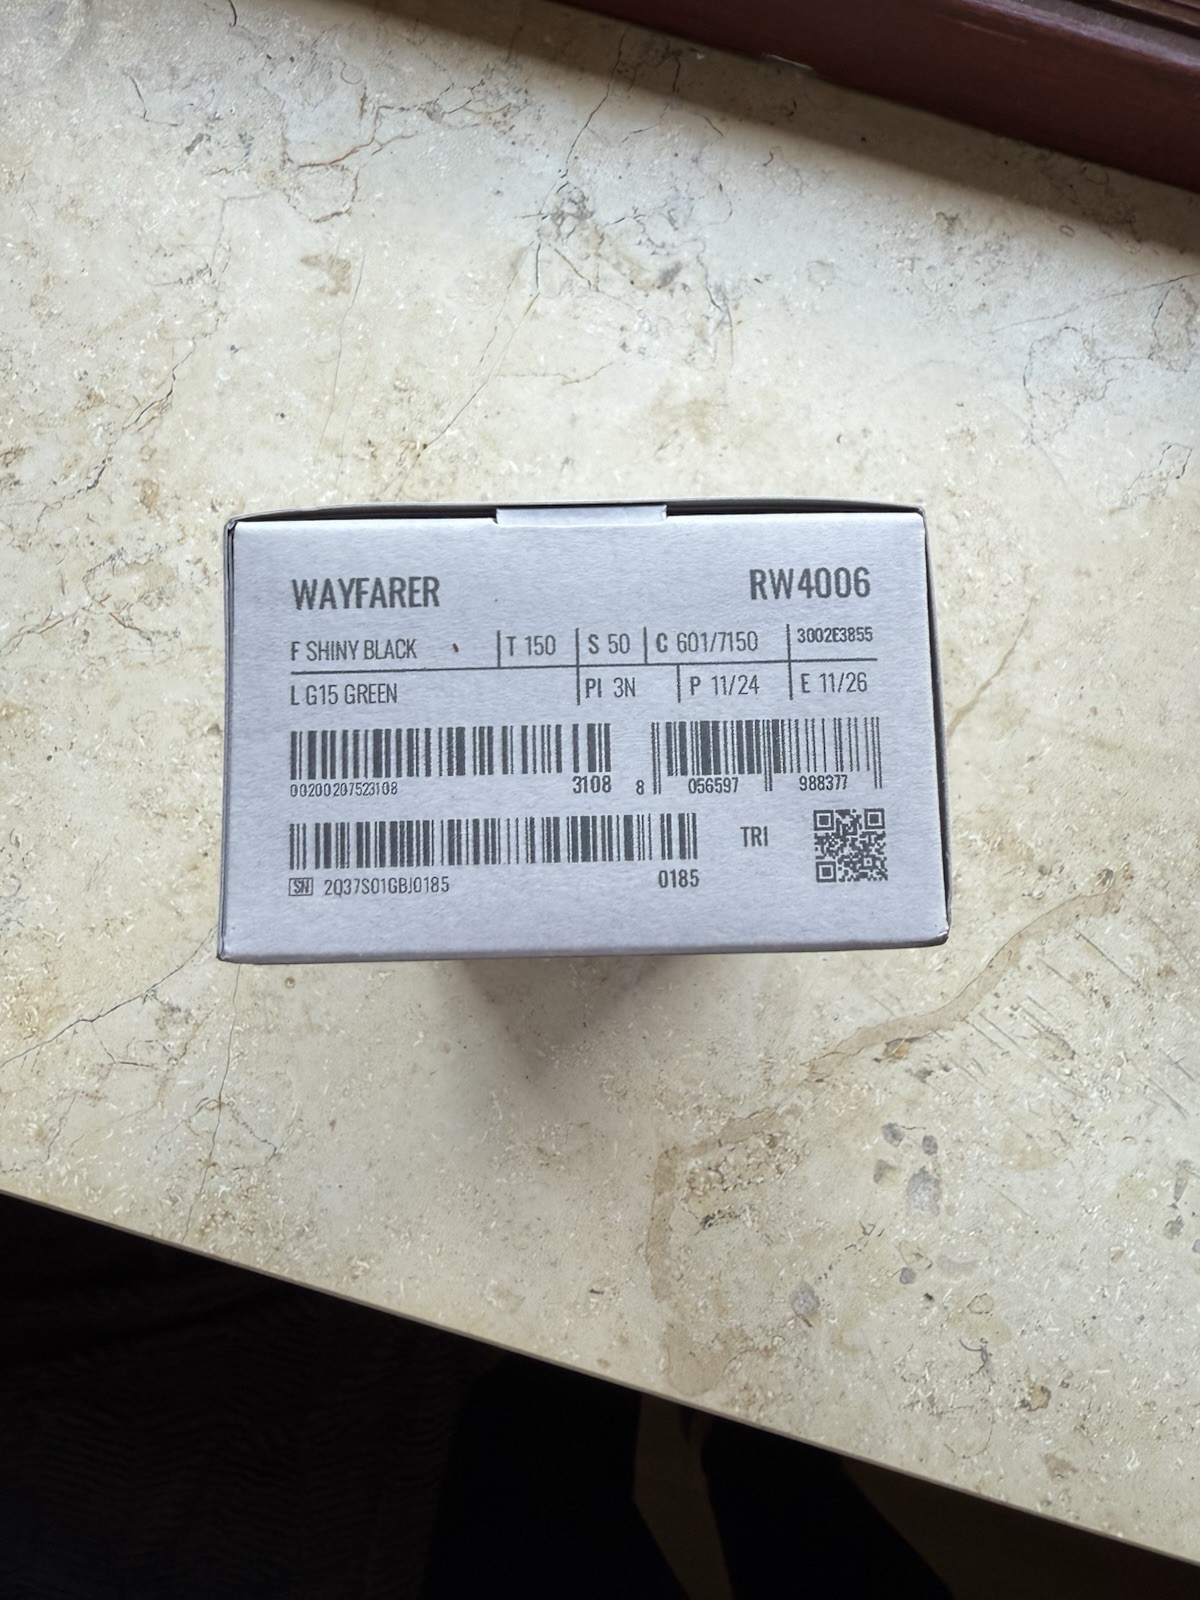 WAYFARER RW4006
F SHINY BLACK T 150 S 50 C 601/7150 3002E3855
L G15 GREEN PI 3N P 11/24 E 11/26
00200207523108 3108 8 056597 988377
TRI
SN 2Q37S01GBJ0185 0185